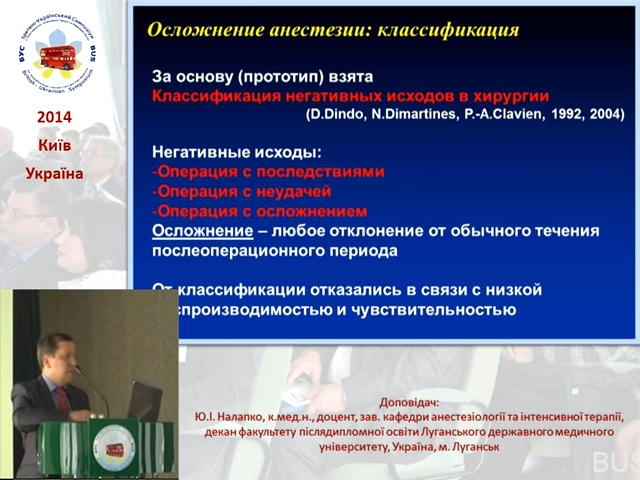 БУС
BUS
2014
Київ
Україна
Осложнение анестезии: классификация
За основу (прототип) взята
Классификация негативных исходов в хирургии
(D.Dindo, N.Dimartines, P.-A.Clavien, 1992, 2004)
Негативные исходы:
-Операция с последствиями
-Операция с неудачей
-Операция с осложнением
Осложнение – любое отклонение от обычного течения
послеоперационного периода
От классификации отказались в связи с низкой
спроизводимостью и чувствительностью
Доповідач:
Ю.І. Налапко, к.мед.н., доцент, зав. кафедри анестезіології та інтенсивної терапії,
декан факультету післядипломної освіти Луганського державного медичного
університету, Україна, м. Луганськ
BUS